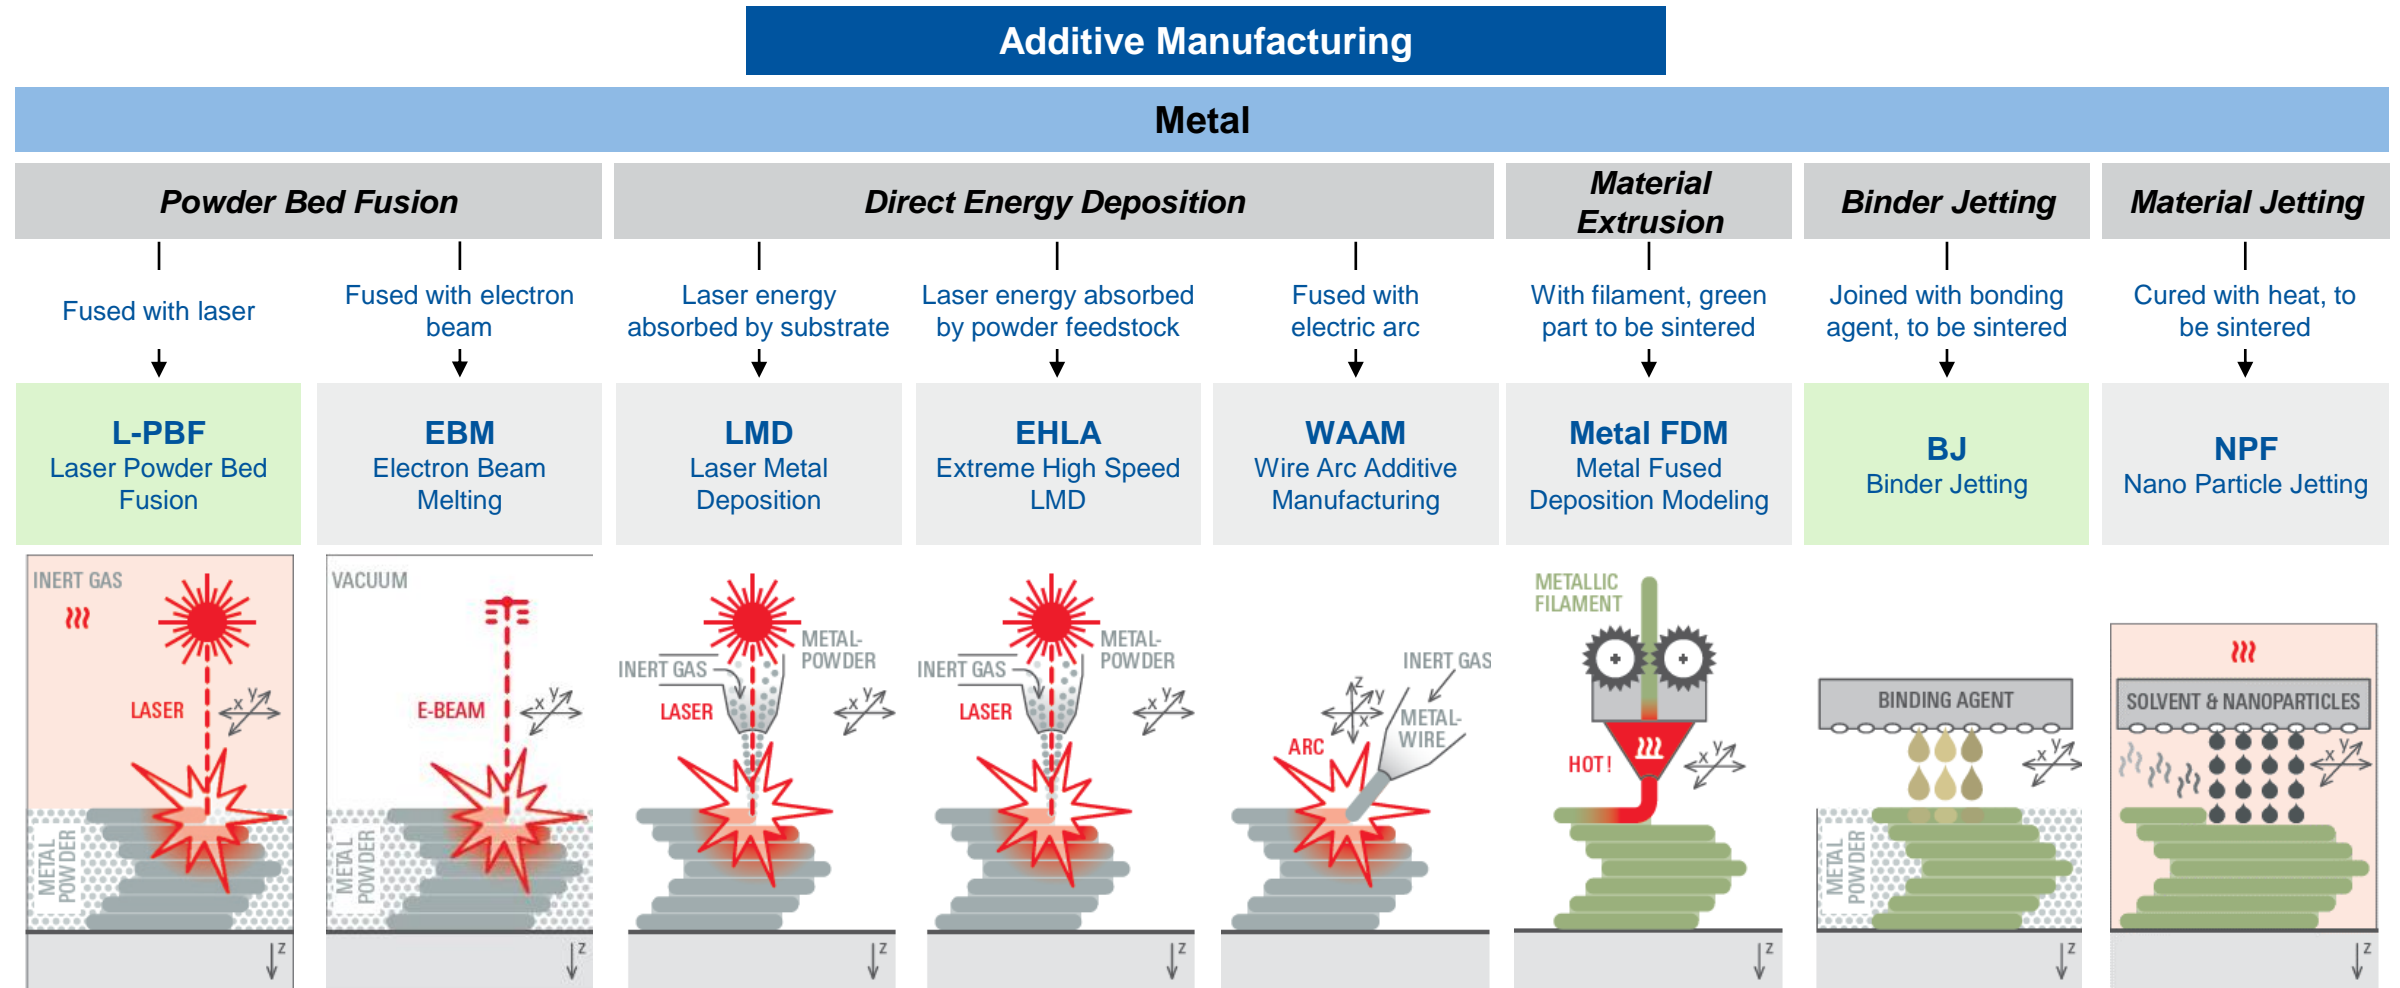 Additive Manufacturing
Metal
Powder Bed Fusion
Direct Energy Deposition
Material
Extrusion
Binder Jetting
Material Jetting
Fused with laser
Fused with electron
beam
Laser energy
absorbed by substrate
Laser energy absorbed
by powder feedstock
Fused with
electric arc
With filament, green
part to be sintered
Joined with bonding
agent, to be sintered
Cured with heat, to
be sintered
L-PBF
Laser Powder Bed
Fusion
EBM
Electron Beam
Melting
LMD
Laser Metal
Deposition
EHLA
Extreme High Speed
LMD
WAAM
Wire Arc Additive
Manufacturing
Metal FDM
Metal Fused
Deposition Modeling
BJ
Binder Jetting
NPF
Nano Particle Jetting
INERT GAS
LASER
x
y
METAL
POWDER
z
VACUUM
E-BEAM
x
y
METAL
POWDER
z
METAL-
POWDER
INERT GAS
LASER
x
y
z
METAL-
POWDER
INERT GAS
LASER
x
y
z
INERT GAS
z
y
x
METAL-
WIRE
ARC
METALLIC
FILAMENT
HOT!
x
y
z
BINDING AGENT
x
y
METAL
POWDER
z
SOLVENT & NANOPARTICLES
x
y
z